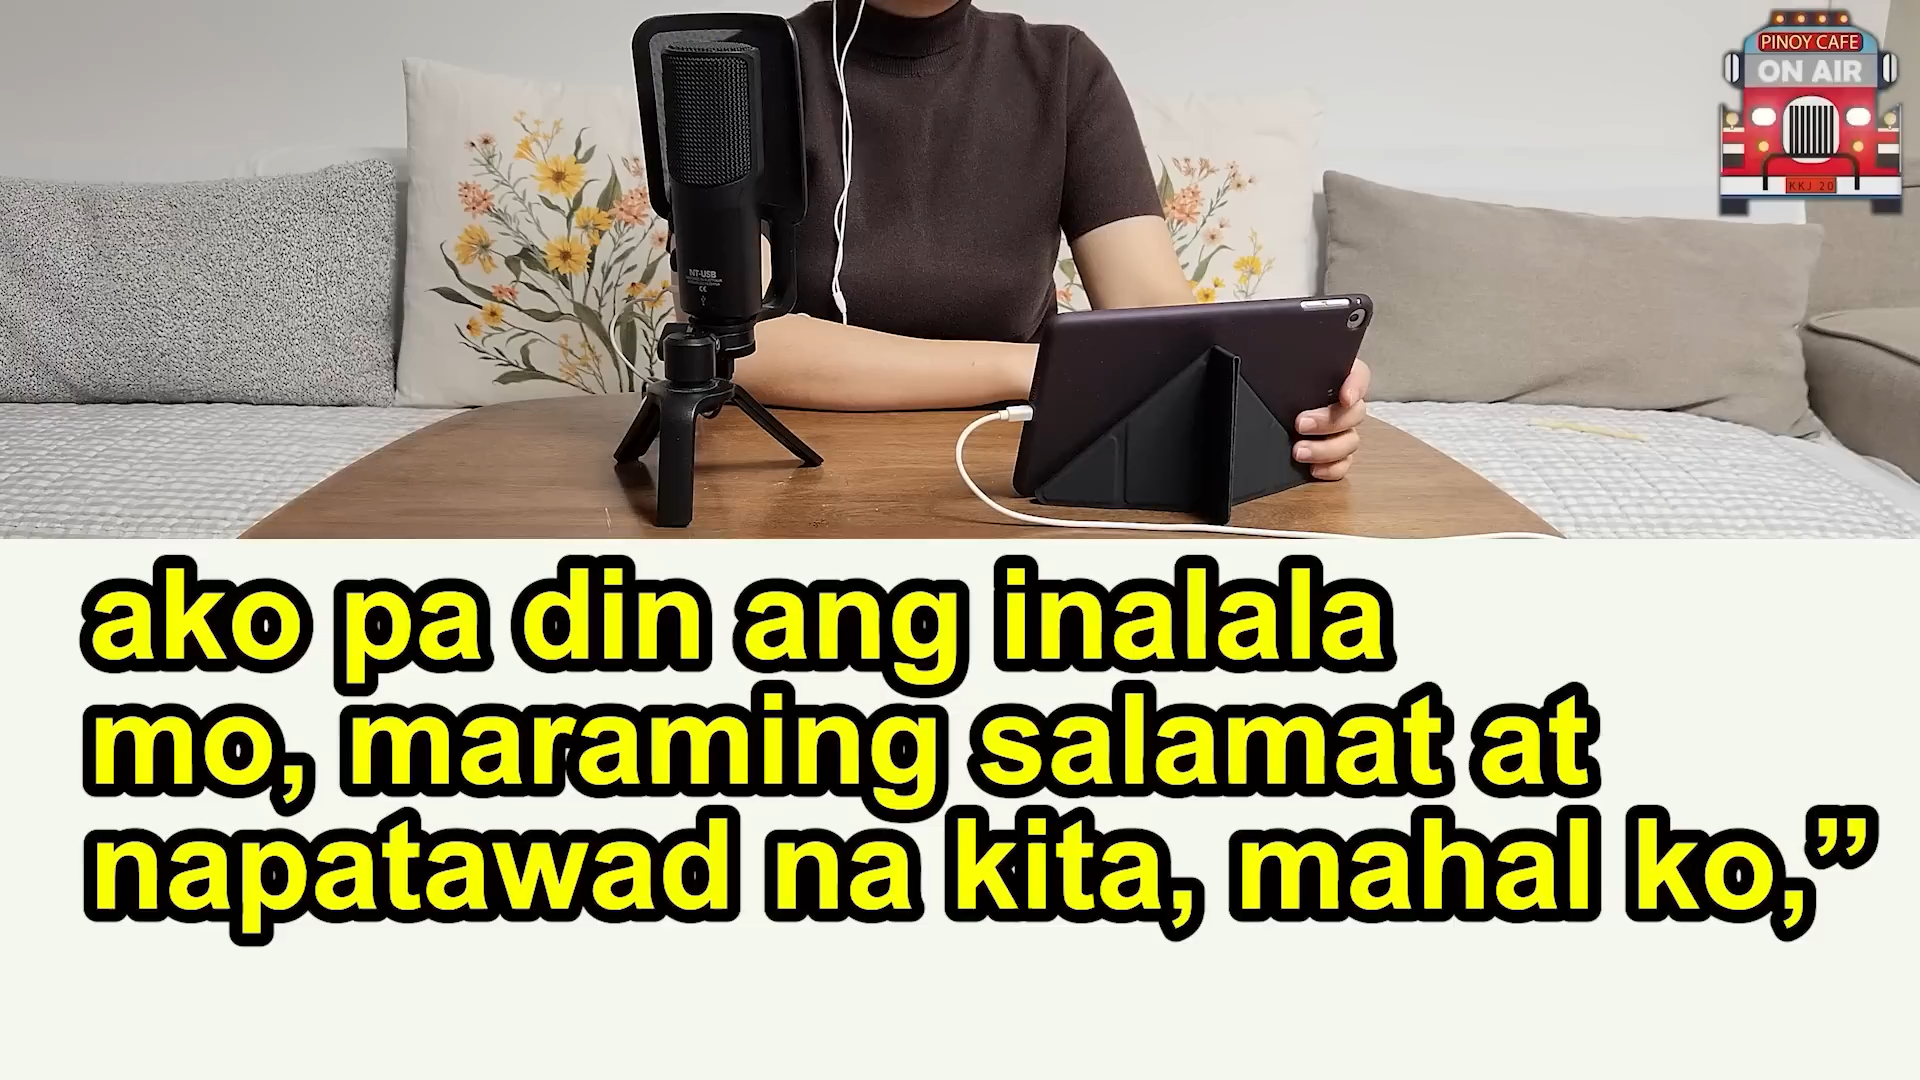 PINOY CAFE
ON AIR
KKJ 20
NT-USB
ako pa din ang inalala
mo, maraming salamat at
napatawad na kita, mahal ko,”